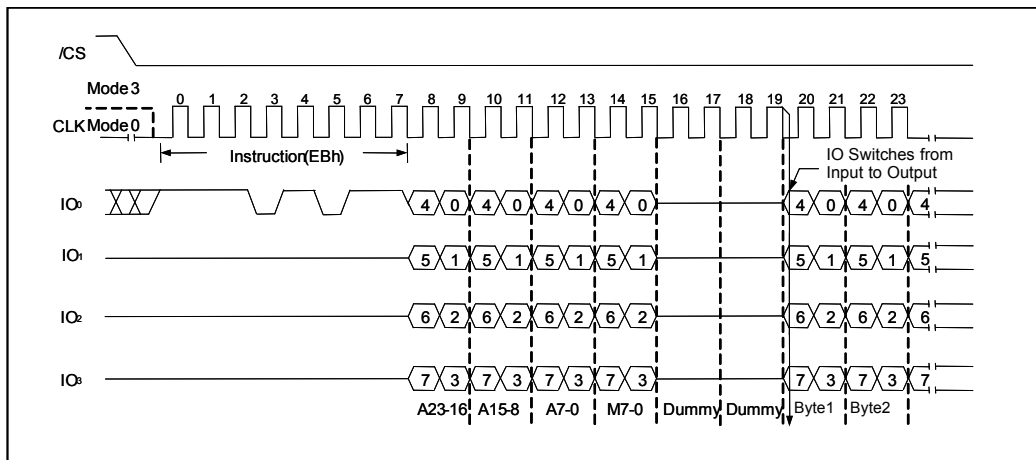 /CS
Mode 3
0 1 2 3 4 5 6 7 8 9 10 11 12 13 14 15 16 17 18 19 20 21 22 23
CLK Mode 0
Instruction(EBh)
IO Switches from
Input to Output
IO0 4 0 4 0 4 0 4 0 4 0 4 0 4
IO1 5 1 5 1 5 1 5 1 5 1 5 1 5
IO2 6 2 6 2 6 2 6 2 6 2 6 2 6
IO3 7 3 7 3 7 3 7 3 7 3 7 3 7
A23-16 A15-8 A7-0 M7-0 Dummy Dummy Byte1 Byte2